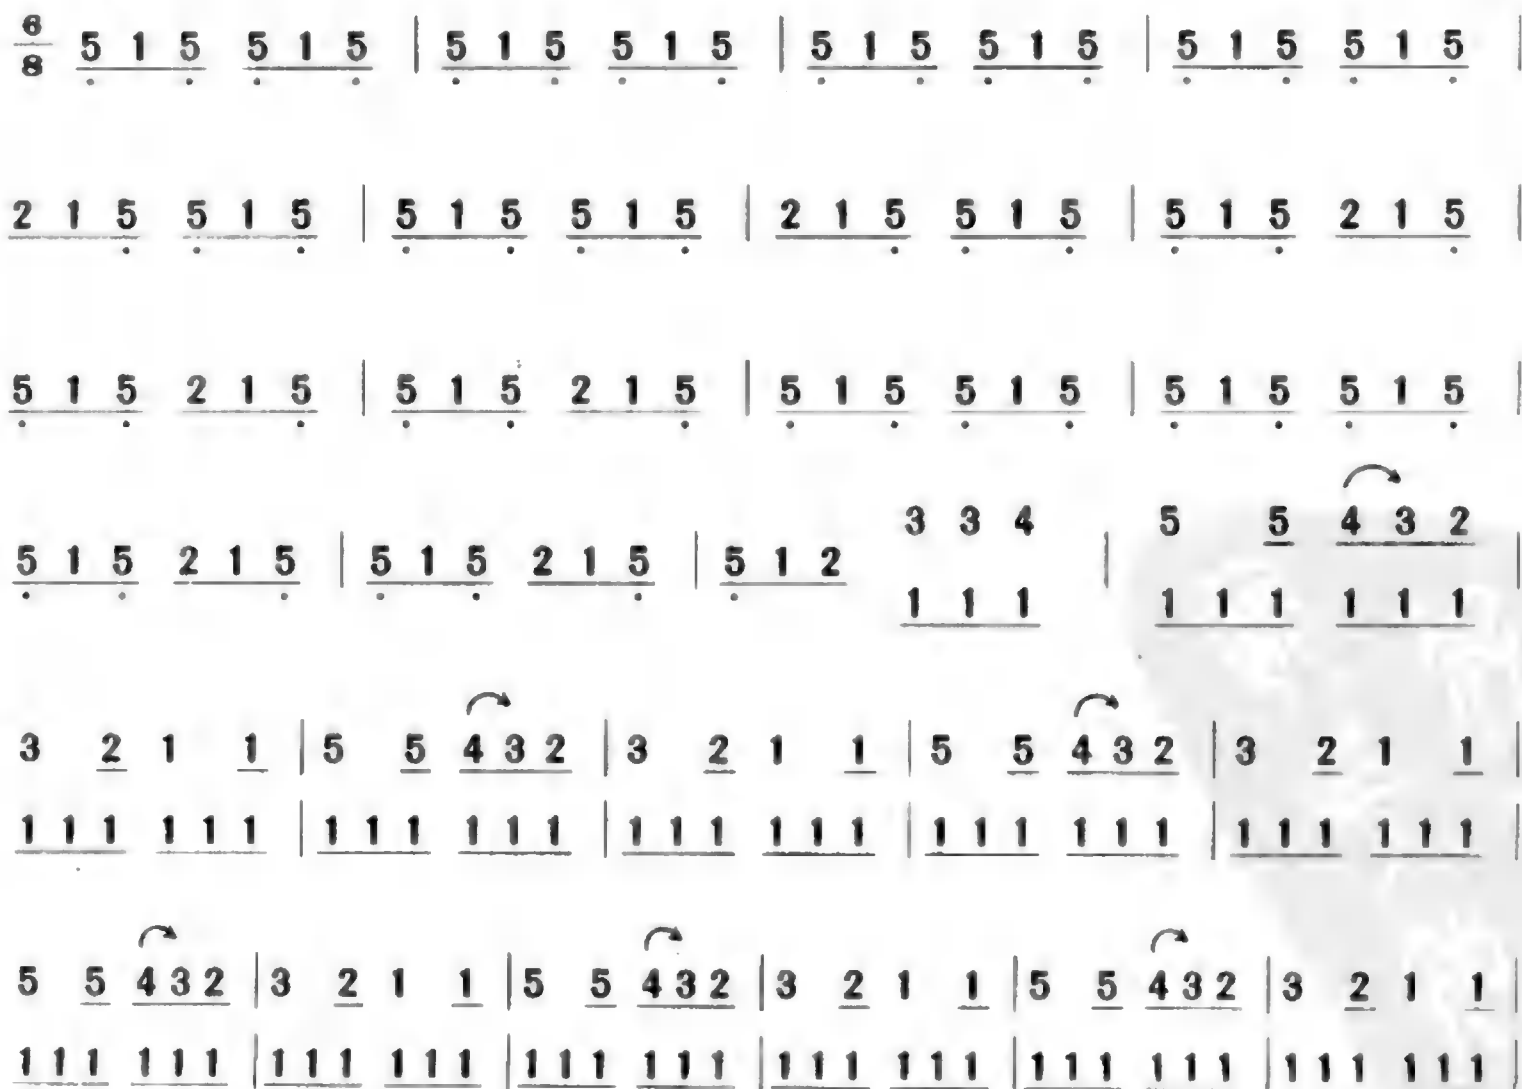 6/8 5̣ 1 5̣ 5̣ 1 5̣ | 5̣ 1 5̣ 5̣ 1 5̣ | 5̣ 1 5̣ 5̣ 1 5̣ | 5̣ 1 5̣ 5̣ 1 5̣ |
2 1 5̣ 5̣ 1 5̣ | 5̣ 1 5̣ 5̣ 1 5̣ | 2 1 5̣ 5̣ 1 5̣ | 5̣ 1 5̣ 2 1 5̣ |
5̣ 1 5̣ 2 1 5̣ | 5̣ 1 5̣ 2 1 5̣ | 5̣ 1 5̣ 5̣ 1 5̣ | 5̣ 1 5̣ 5̣ 1 5̣ |
3 3 4 5 5 4 3 2
5̣ 1 5̣ 2 1 5̣ | 5̣ 1 5̣ 2 1 5̣ | 5̣ 1 2 | |
1 1 1 1 1 1 1 1 1
3 2 1 1 | 5 5 4 3 2 | 3 2 1 1 | 5 5 4 3 2 | 3 2 1 1 |
1 1 1 1 1 1 | 1 1 1 1 1 1 | 1 1 1 1 1 1 | 1 1 1 1 1 1 | 1 1 1 1 1 1 |
5 5 4 3 2 | 3 2 1 1 | 5 5 4 3 2 | 3 2 1 1 | 5 5 4 3 2 | 3 2 1 1 |
1 1 1 1 1 1 | 1 1 1 1 1 1 | 1 1 1 1 1 1 | 1 1 1 1 1 1 | 1 1 1 1 1 1 | 1 1 1 1 1 1 |